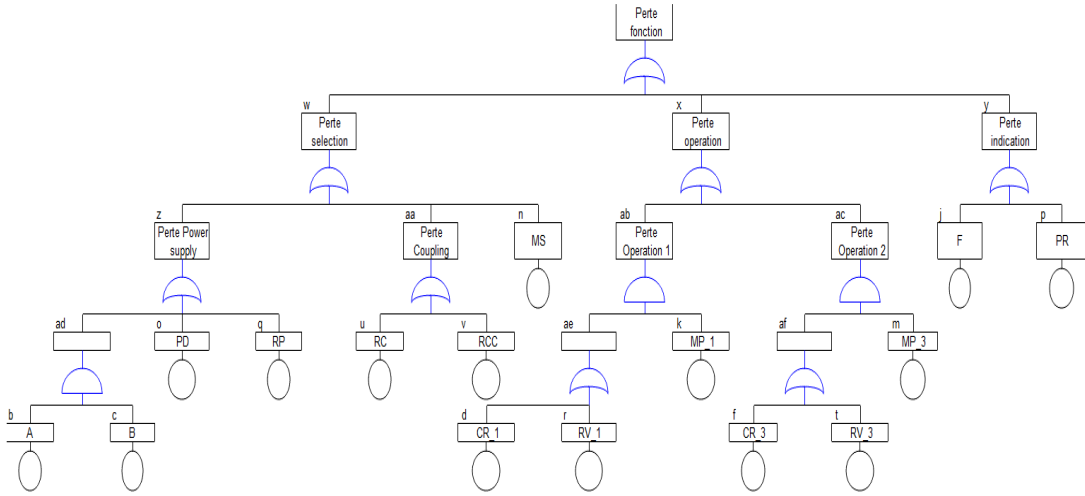 Perte
fonction
w
x
y
Perte
selection
Perte
operation
Perte
indication
z
aa
n
ab
ac
j
p
Perte Power
supply
Perte
Coupling
MS
Perte
Operation 1
Perte
Operation 2
F
PR
ad
o
q
u
v
ae
k
af
m
PD
RP
RC
RCC
MP_1
MP_3
b
c
d
r
f
t
A
B
CR_1
RV_1
CR_3
RV_3